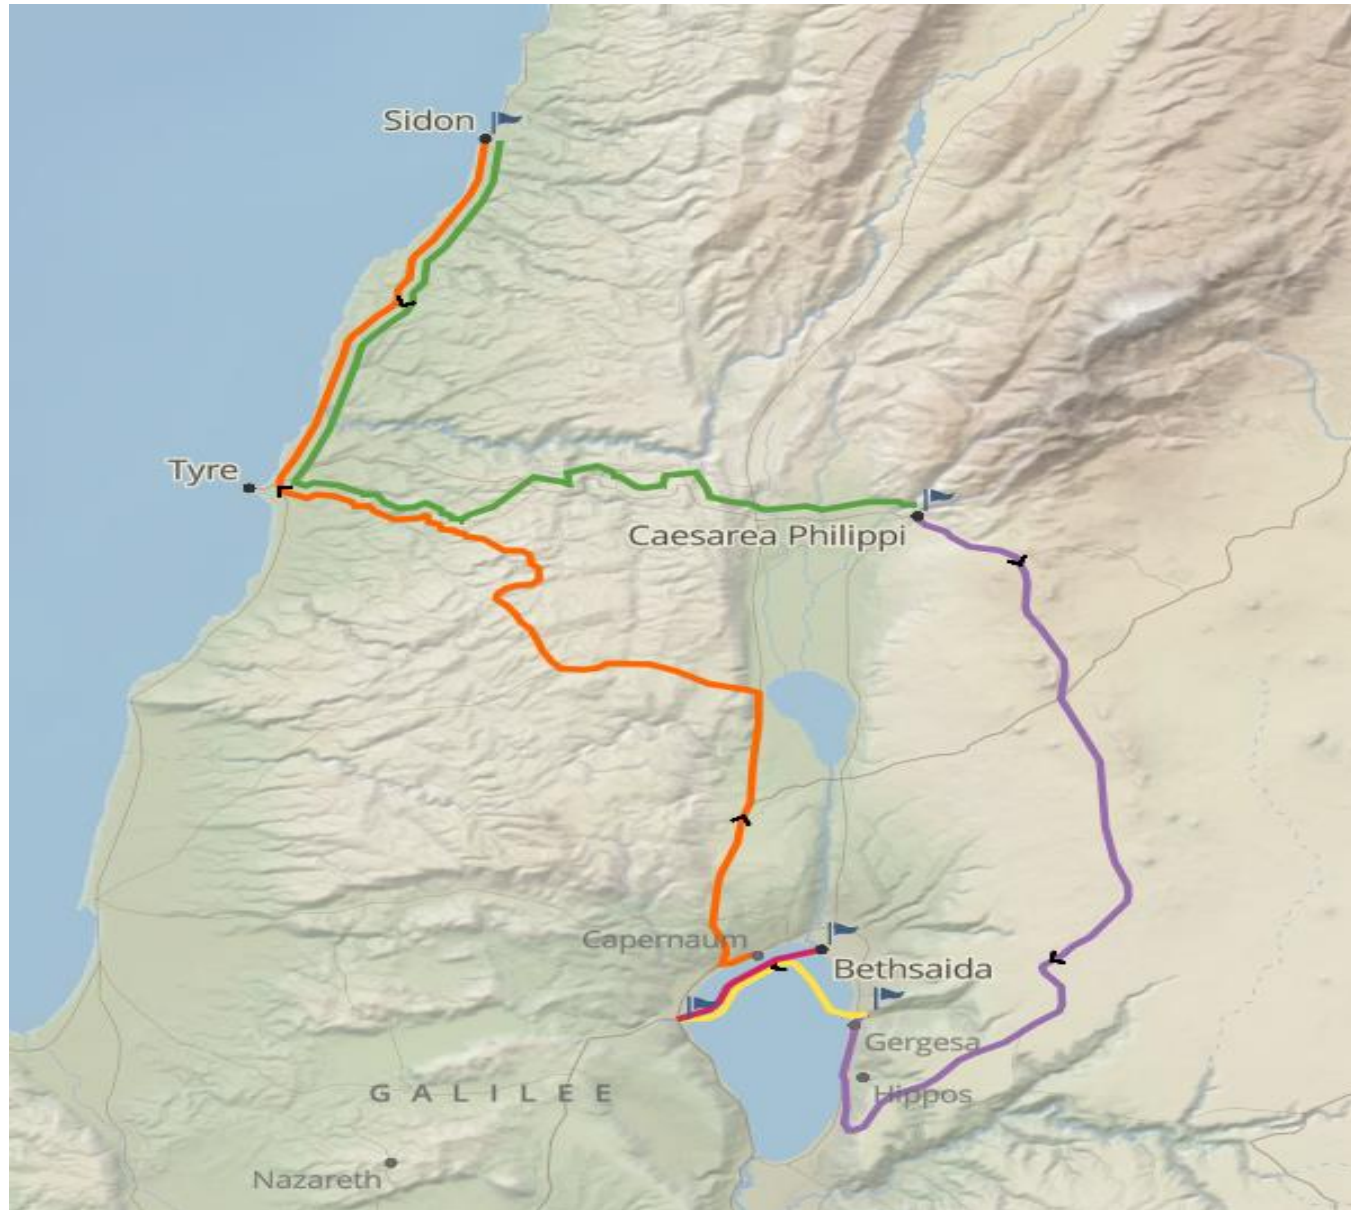 Sidon
Tyre
Caesarea Philippi
Capernaum
Bethsaida
Gergesa
Hippos
GALILEE
Nazareth